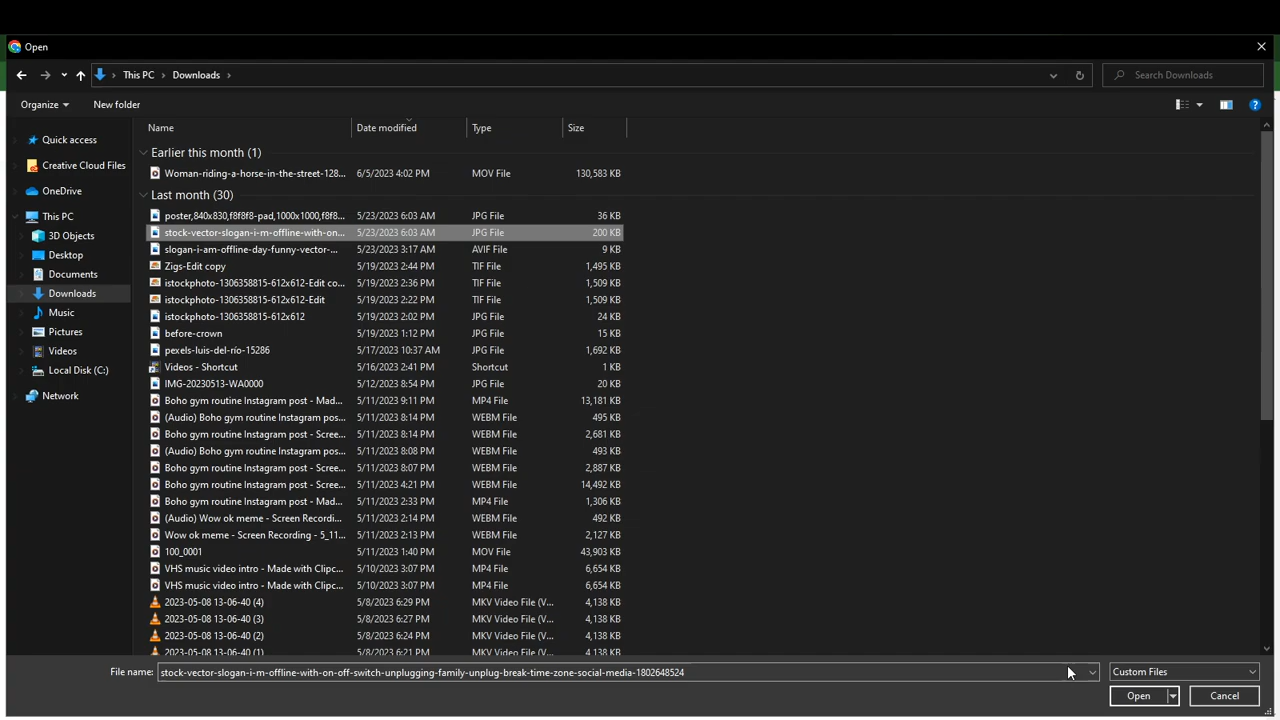 Open
This PC Downloads
Search Downloads
Organize New folder
Name Date modified Type Size
Quick access
Creative Cloud Files
OneDrive
This PC
3D Objects
Desktop
Documents
Downloads
Music
Pictures
Videos
Local Disk (C:)
Network
Earlier this month (1)
Woman-riding-a-horse-in-the-street-128... 6/5/2023 4:02 PM MOV File 130,583 KB
Last month (30)
poster,840x830,f8f8f8-pad,1000x1000,f8f8... 5/23/2023 6:03 AM JPG File 36 KB
stock-vector-slogan-i-m-offline-with-on... 5/23/2023 6:03 AM JPG File 200 KB
slogan-i-am-offline-day-funny-vector-... 5/23/2023 3:17 AM AVIF File 9 KB
Zigs-Edit copy 5/19/2023 2:44 PM TIF File 1,495 KB
istockphoto-1306358815-612x612-Edit co... 5/19/2023 2:36 PM TIF File 1,509 KB
istockphoto-1306358815-612x612-Edit 5/19/2023 2:22 PM TIF File 1,509 KB
istockphoto-1306358815-612x612 5/19/2023 2:02 PM JPG File 24 KB
before-crown 5/19/2023 1:12 PM JPG File 15 KB
pexels-luis-del-río-15286 5/17/2023 10:37 AM JPG File 1,692 KB
Videos - Shortcut 5/16/2023 2:41 PM Shortcut 1 KB
IMG-20230513-WA0000 5/12/2023 8:54 PM JPG File 20 KB
Boho gym routine Instagram post - Mad... 5/11/2023 9:11 PM MP4 File 13,181 KB
(Audio) Boho gym routine Instagram pos... 5/11/2023 8:14 PM WEBM File 495 KB
Boho gym routine Instagram post - Scree... 5/11/2023 8:14 PM WEBM File 2,681 KB
(Audio) Boho gym routine Instagram pos... 5/11/2023 8:08 PM WEBM File 493 KB
Boho gym routine Instagram post - Scree... 5/11/2023 8:07 PM WEBM File 2,887 KB
Boho gym routine Instagram post - Scree... 5/11/2023 4:21 PM WEBM File 14,492 KB
Boho gym routine Instagram post - Mad... 5/11/2023 2:33 PM MP4 File 1,306 KB
(Audio) Wow ok meme - Screen Recordi... 5/11/2023 2:14 PM WEBM File 492 KB
Wow ok meme - Screen Recording - 5_11... 5/11/2023 2:13 PM WEBM File 2,127 KB
100_0001 5/11/2023 1:40 PM MOV File 43,903 KB
VHS music video intro - Made with Clipc... 5/10/2023 3:07 PM MP4 File 6,654 KB
VHS music video intro - Made with Clipc... 5/10/2023 3:07 PM MP4 File 6,654 KB
2023-05-08 13-06-40 (4) 5/8/2023 6:29 PM MKV Video File (V... 4,138 KB
2023-05-08 13-06-40 (3) 5/8/2023 6:27 PM MKV Video File (V... 4,138 KB
2023-05-08 13-06-40 (2) 5/8/2023 6:24 PM MKV Video File (V... 4,138 KB
2023-05-08 13-06-40 (1) 5/8/2023 6:23 PM MKV Video File (V... 4,138 KB
File name: stock-vector-slogan-i-m-offline-with-on-off-switch-unplugging-family-unplug-break-time-zone-social-media-1802648524 Custom Files
Open Cancel